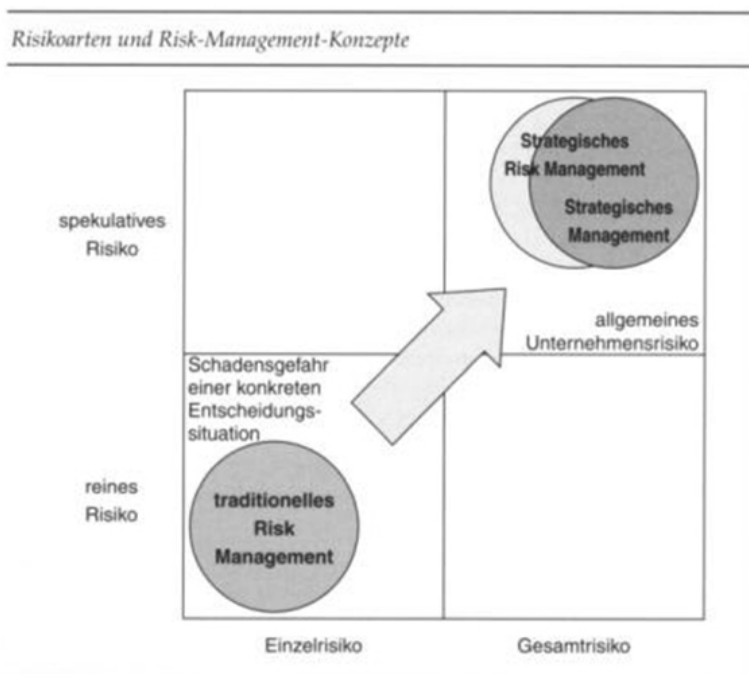 Risikoarten und Risk-Management-Konzepte
spekulatives
Risiko
Strategisches
Risk Management
Strategisches
Management
allgemeines
Unternehmensrisiko
Schadensgefahr
einer konkreten
Entscheidungs-
situation
reines
Risiko
traditionelles
Risk
Management
Einzelrisiko
Gesamtrisiko